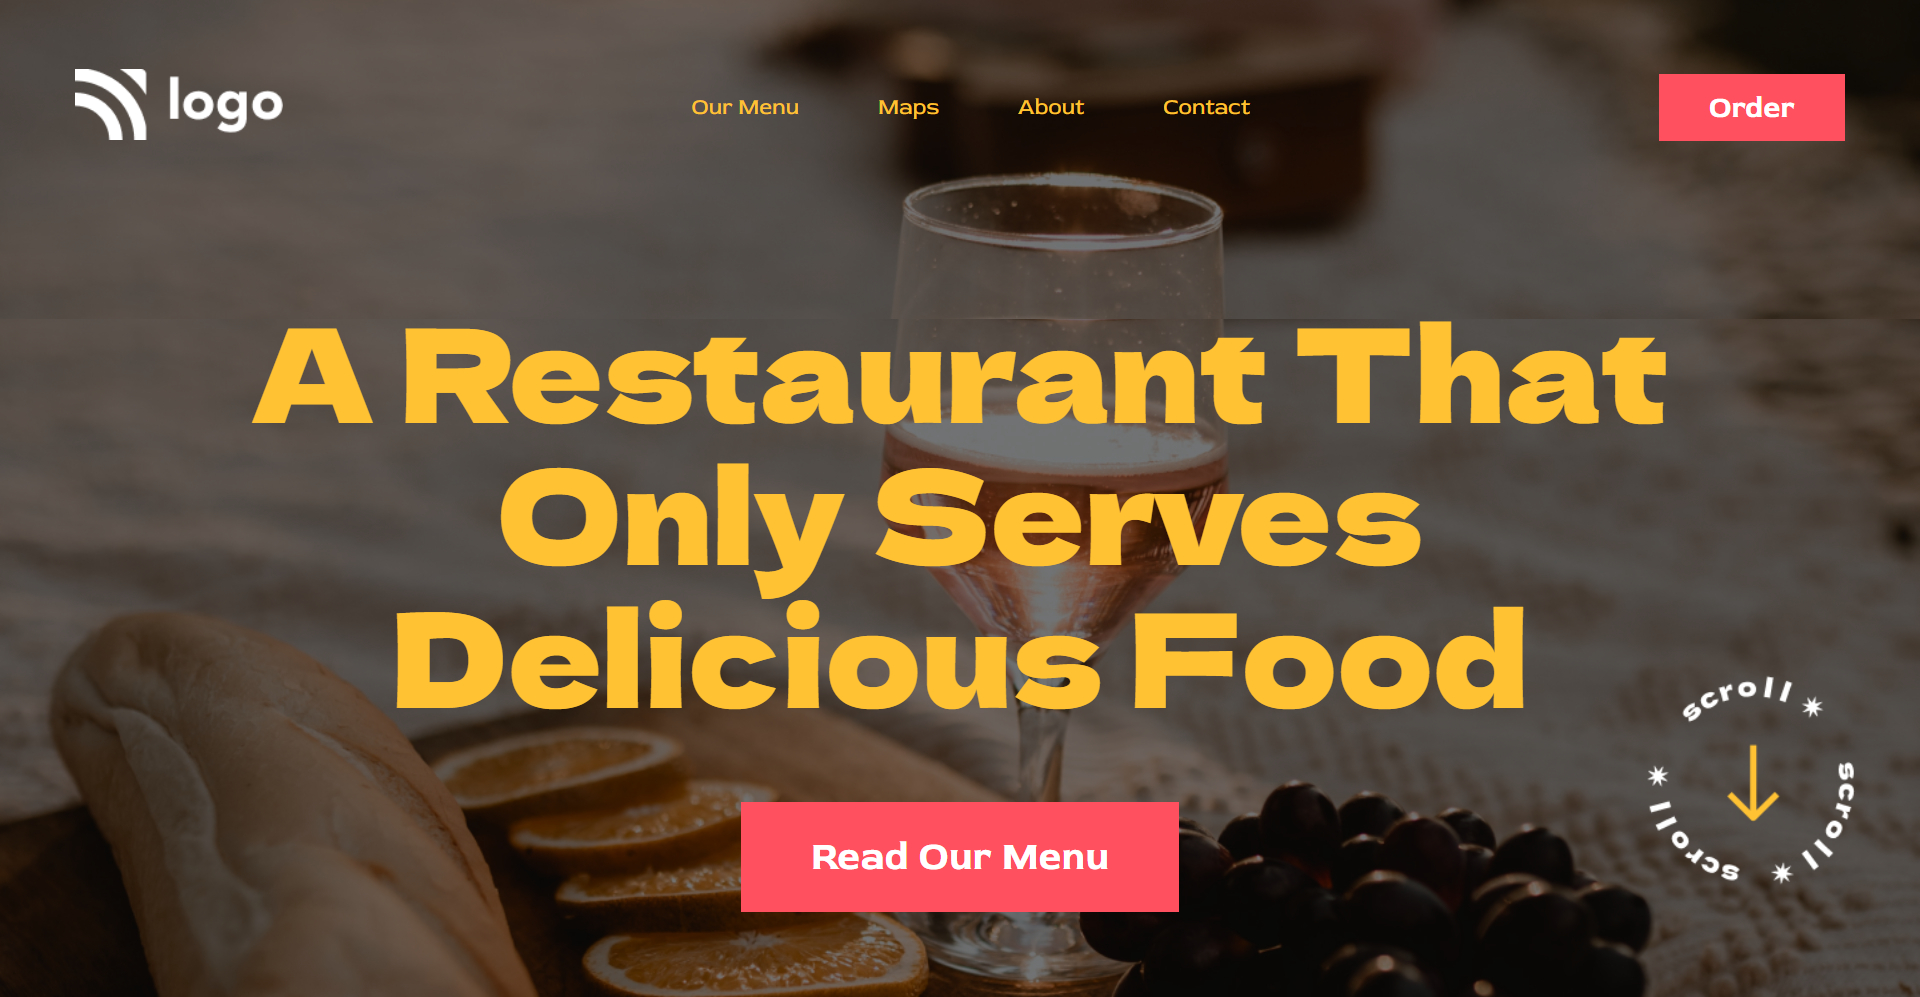 logo
Our Menu
Maps
About
Contact
Order
A Restaurant That
Only Serves
Delicious Food
Read Our Menu
scroll
scroll
scroll